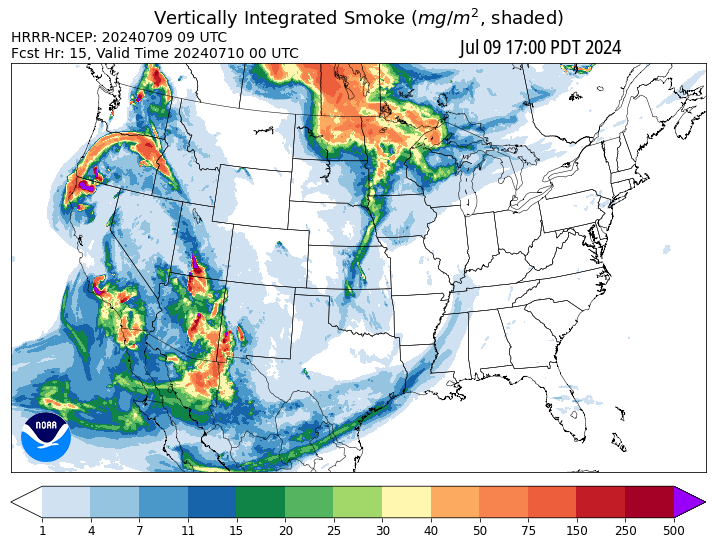 Vertically Integrated Smoke (mg/m², shaded)
HRRR-NCEP: 20240709 09 UTC
Fcst Hr: 15, Valid Time 20240710 00 UTC
Jul 09 17:00 PDT 2024
NOAA
1 4 7 11 15 20 25 30 40 50 75 150 250 500